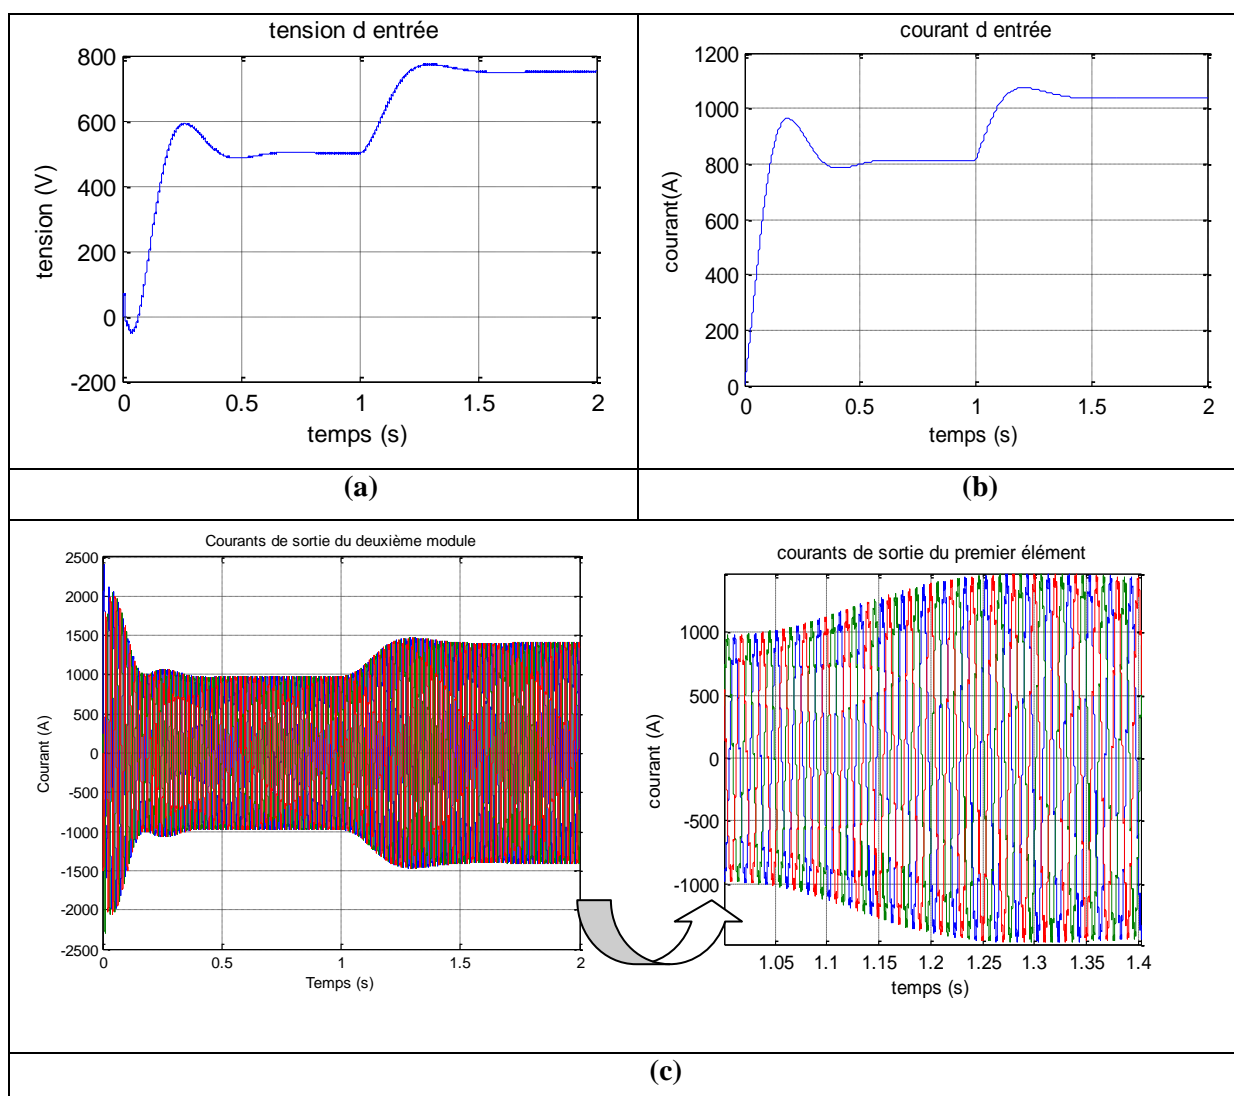 tension d entrée
800
600
400
200
0
-200
0 0.5 1 1.5 2
tension (V)
temps (s)
courant d entrée
1200
1000
800
600
400
200
0
0 0.5 1 1.5 2
courant(A)
temps (s)
(a)
(b)
Courants de sortie du deuxième module
2500
2000
1500
1000
500
0
-500
-1000
-1500
-2000
-2500
0 0.5 1 1.5 2
Courant (A)
Temps (s)
courants de sortie du premier élément
1000
500
0
-500
-1000
1.05 1.1 1.15 1.2 1.25 1.3 1.35 1.4
courant (A)
temps (s)
(c)